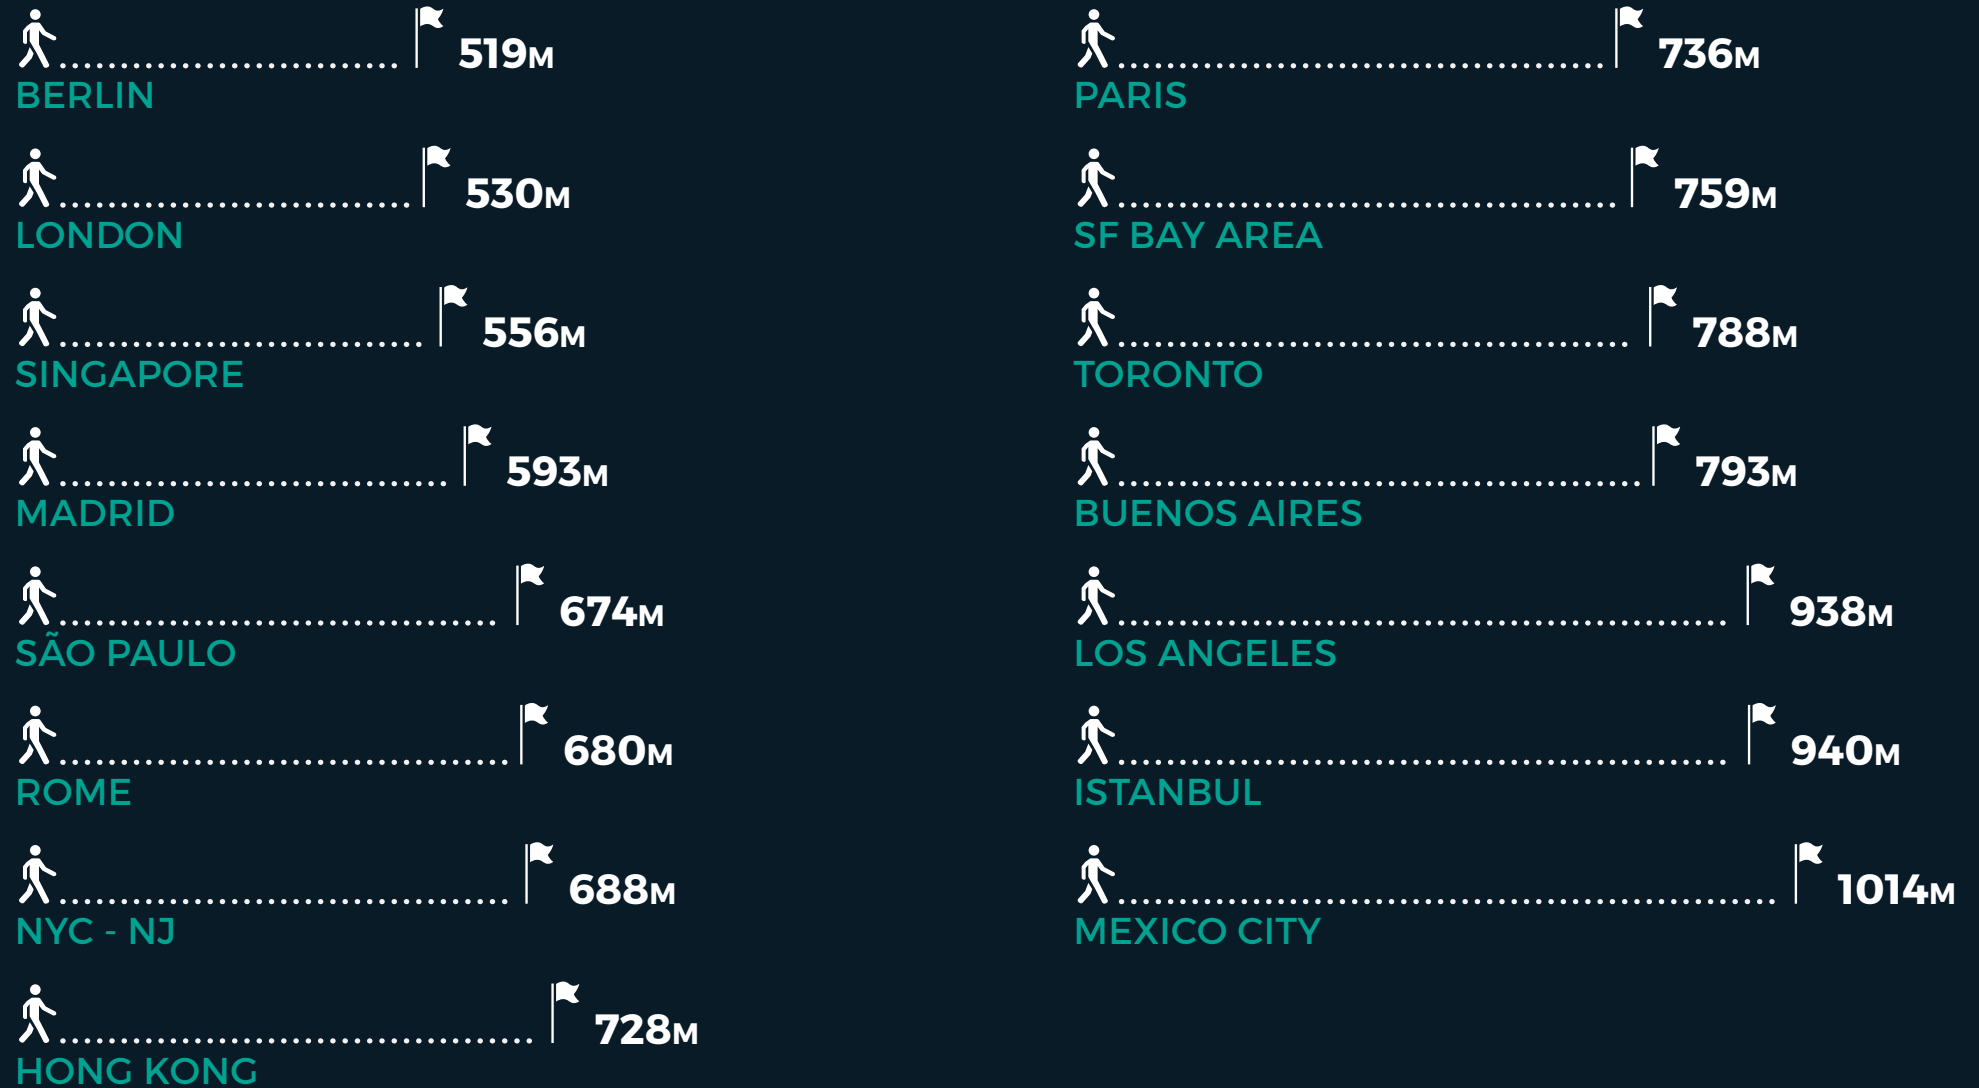 519M
BERLIN
530M
LONDON
556M
SINGAPORE
593M
MADRID
674M
SÃO PAULO
680M
ROME
688M
NYC - NJ
728M
HONG KONG
736M
PARIS
759M
SF BAY AREA
788M
TORONTO
793M
BUENOS AIRES
938M
LOS ANGELES
940M
ISTANBUL
1014M
MEXICO CITY